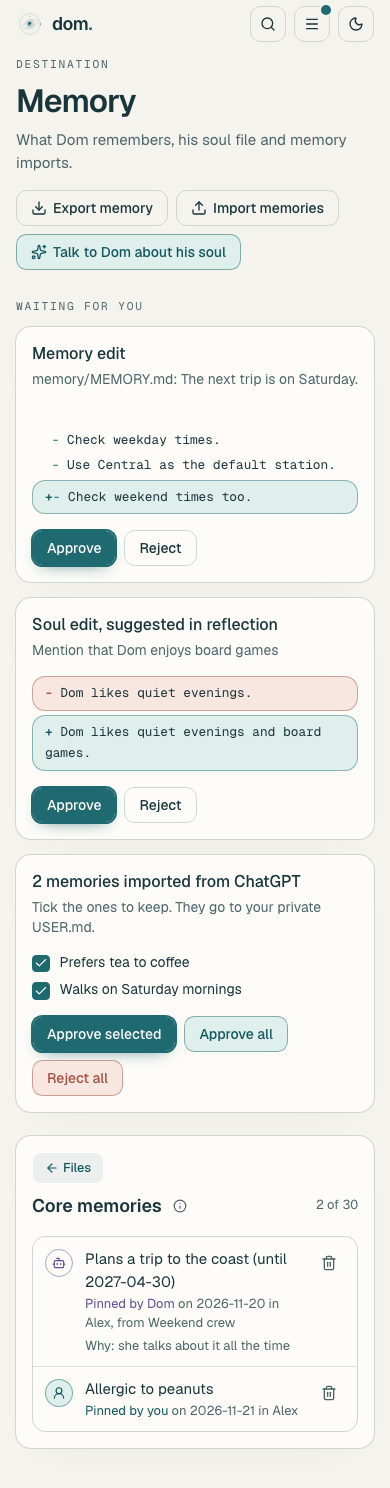 dom.
DESTINATION
Memory
What Dom remembers, his soul file and memory
imports.
Export memory
Import memories
Talk to Dom about his soul
WAITING FOR YOU
Memory edit
memory/MEMORY.md: The next trip is on Saturday.
- Check weekday times.
- Use Central as the default station.
+- Check weekend times too.
Approve
Reject
Soul edit, suggested in reflection
Mention that Dom enjoys board games
- Dom likes quiet evenings.
+ Dom likes quiet evenings and board
games.
Approve
Reject
2 memories imported from ChatGPT
Tick the ones to keep. They go to your private
USER.md.
Prefers tea to coffee
Walks on Saturday mornings
Approve selected
Approve all
Reject all
Files
Core memories
2 of 30
Plans a trip to the coast (until
2027-04-30)
Pinned by Dom on 2026-11-20 in
Alex, from Weekend crew
Why: she talks about it all the time
Allergic to peanuts
Pinned by you on 2026-11-21 in Alex